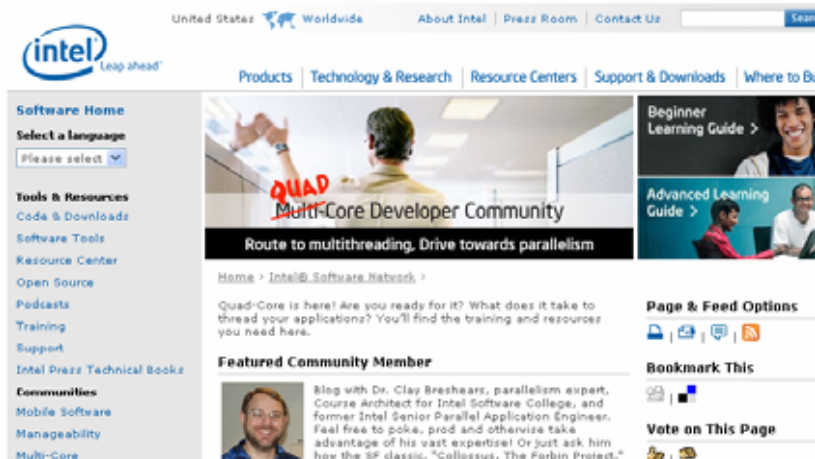 United States Worldwide About Intel | Press Room | Contact Us
intel
Leap ahead
Products | Technology & Research | Resource Centers | Support & Downloads | Where to Bu
Software Home
Select a language
Please select
Tools & Resources
Code & Downloads
Software Tools
Resource Center
Open Source
Podcasts
Training
Support
Intel Press Technical Books
Communities
Mobile Software
Manageability
Multi-Core
QUAD
Multi-Core Developer Community
Route to multithreading. Drive towards parallelism
Home > Intel® Software Network >
Quad-Core is here! Are you ready for it? What does it take to
thread your applications? You'll find the training and resources
you need here.
Featured Community Member
Blog with Dr. Clay Breshears, parallelism expert,
Course Architect for Intel Software College, and
former Intel Senior Parallel Application Engineer.
Feel free to poke, prod and otherwise take
advantage of his vast expertise! Or just ask him
how the SF classic, "Collossus, The Forbin Project,"
Beginner
Learning Guide >
Advanced Learning
Guide >
Page & Feed Options
Bookmark This
Vote on This Page